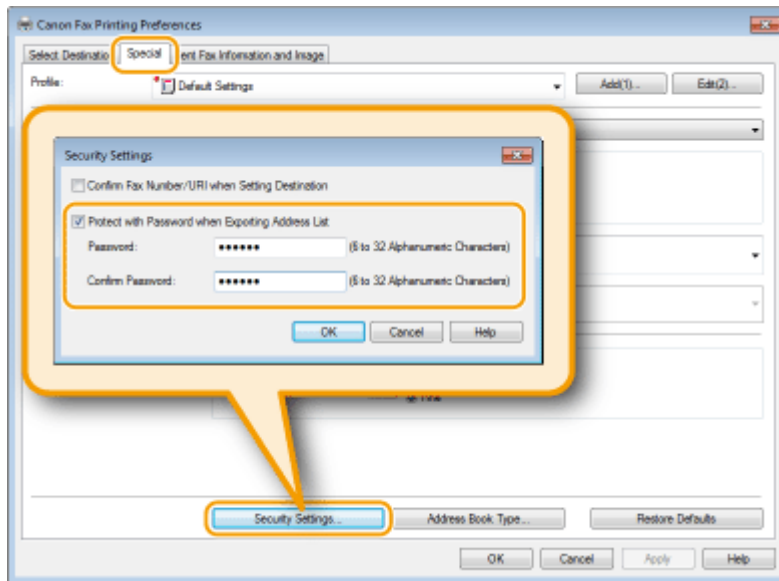 Canon Fax Printing Preferences
Select Destinatio Special ent Fax Information and Image
Profile: Default Settings Add(1)... Edit(2)...
Security Settings
Confirm Fax Number/URI when Setting Destination
Protect with Password when Exporting Address List
Password: •••••• (6 to 32 Alphanumeric Characters)
Confirm Password: •••••• (6 to 32 Alphanumeric Characters)
OK Cancel Help
Security Settings... Address Book Type... Restore Defaults
OK Cancel Apply Help